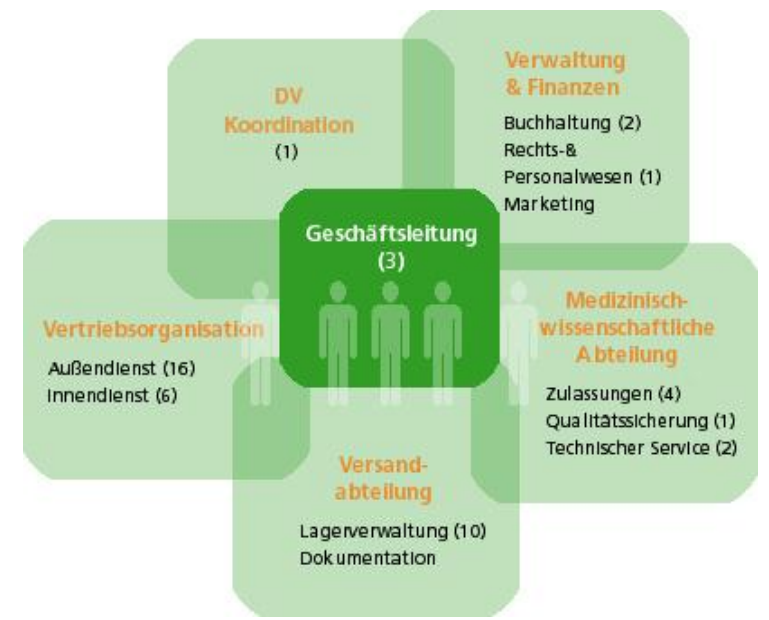 DV
Koordination
(1)
Verwaltung
& Finanzen
Buchhaltung (2)
Rechts-&
Personalwesen (1)
Marketing
Geschäftsleitung
(3)
Vertriebsorganisation
Außendienst (16)
Innendienst (6)
Medizinisch-
wissenschaftliche
Abteilung
Zulassungen (4)
Qualitätssicherung (1)
Technischer Service (2)
Versand-
abteilung
Lagerverwaltung (10)
Dokumentation